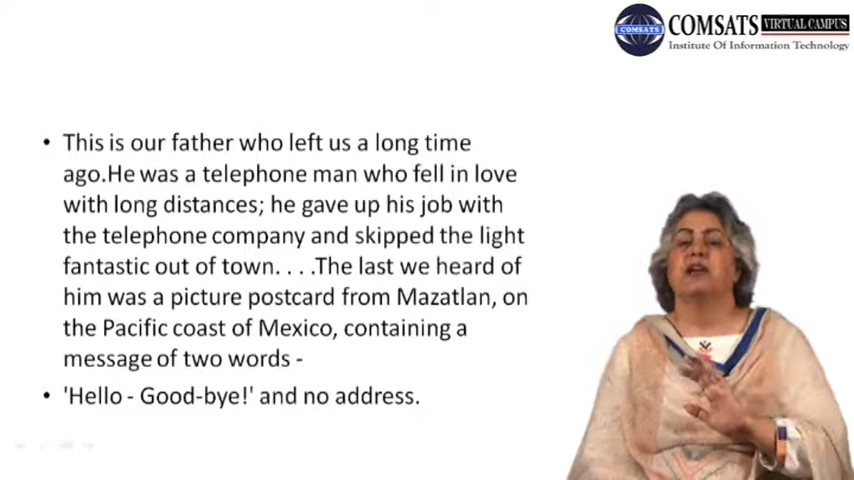 COMSATS
COMSATS VIRTUAL CAMPUS
Institute Of Information Technology
• This is our father who left us a long time
ago.He was a telephone man who fell in love
with long distances; he gave up his job with
the telephone company and skipped the light
fantastic out of town. . . .The last we heard of
him was a picture postcard from Mazatlan, on
the Pacific coast of Mexico, containing a
message of two words -
• 'Hello - Good-bye!' and no address.